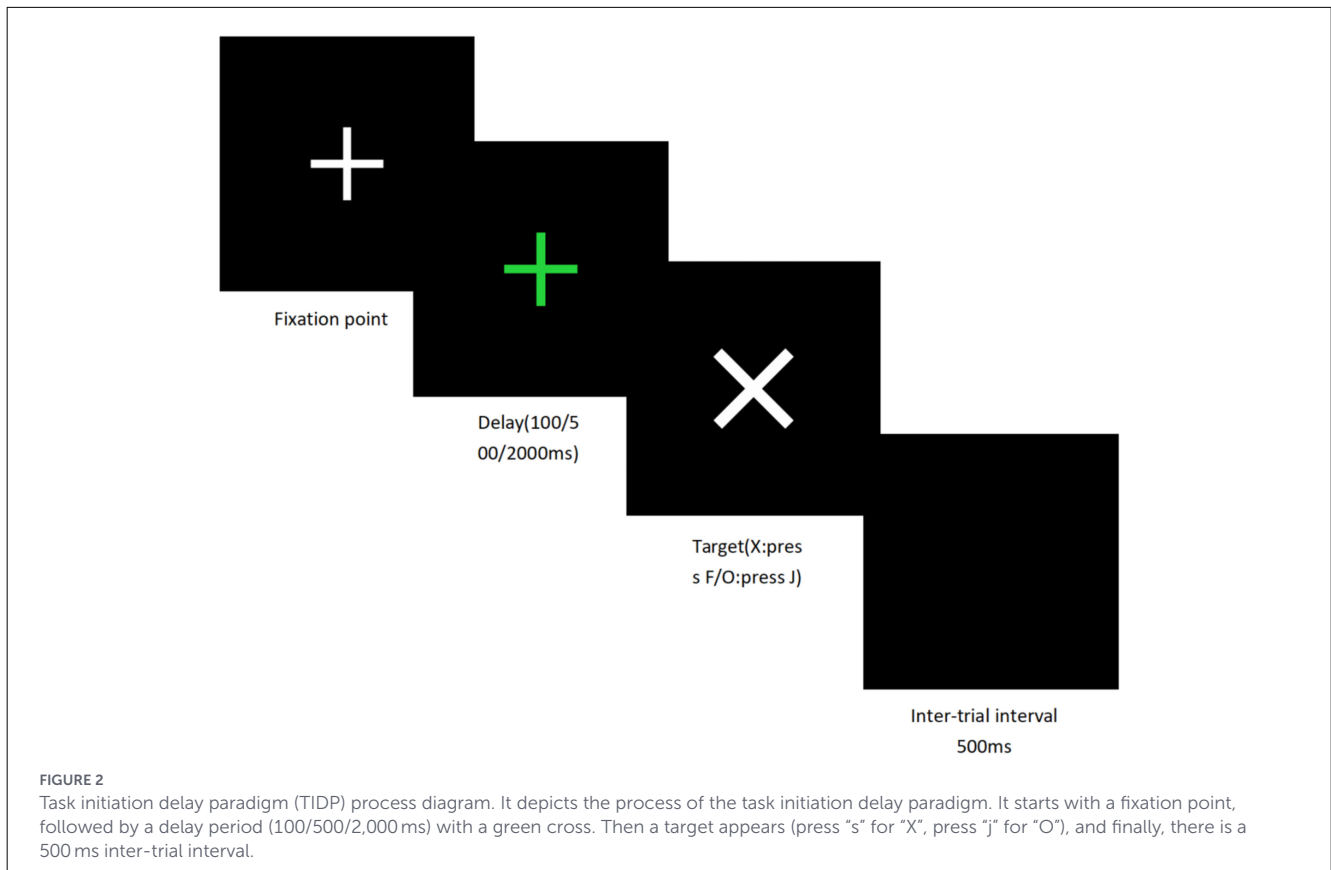 Fixation point
Delay(100/5
00/2000ms)
Target(X:pres
s F/O:press J)
Inter-trial interval
500ms
FIGURE 2
Task initiation delay paradigm (TIDP) process diagram. It depicts the process of the task initiation delay paradigm. It starts with a fixation point,
followed by a delay period (100/500/2,000 ms) with a green cross. Then a target appears (press “s” for “X”, press “j” for “O”), and finally, there is a
500 ms inter-trial interval.